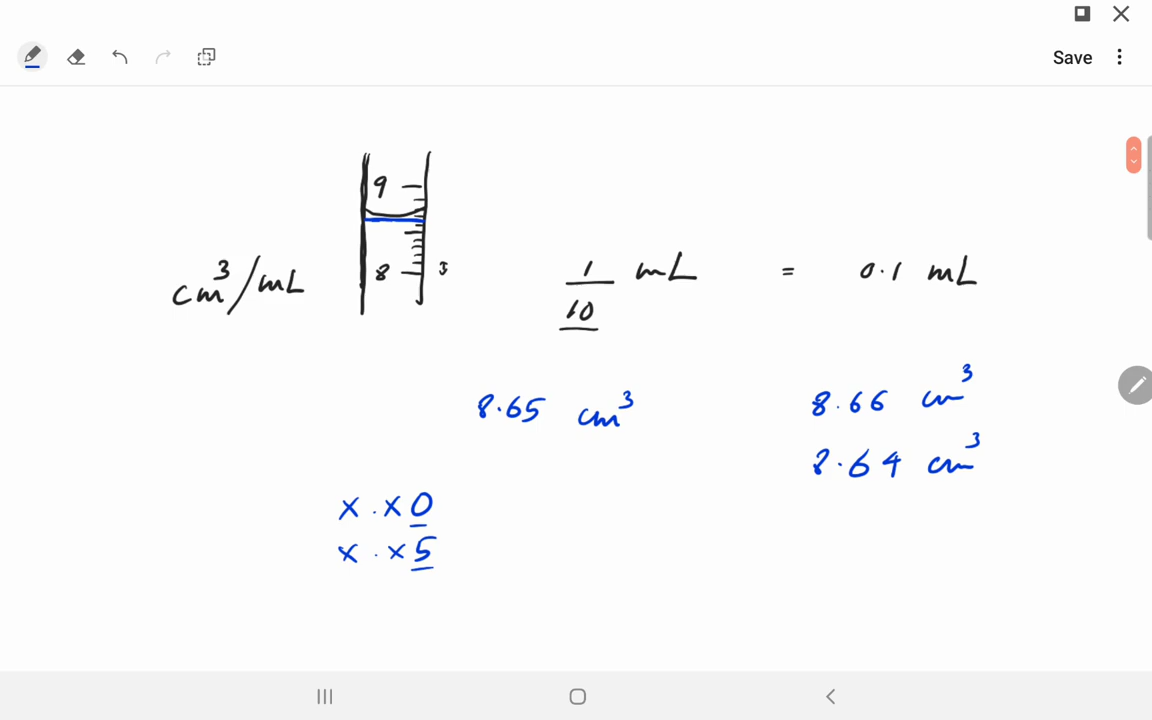 Save
9
8
cm³/mL
1/10 mL = 0.1 mL
8.65 cm³
8.66 cm³
8.64 cm³
x.x0
x.x5